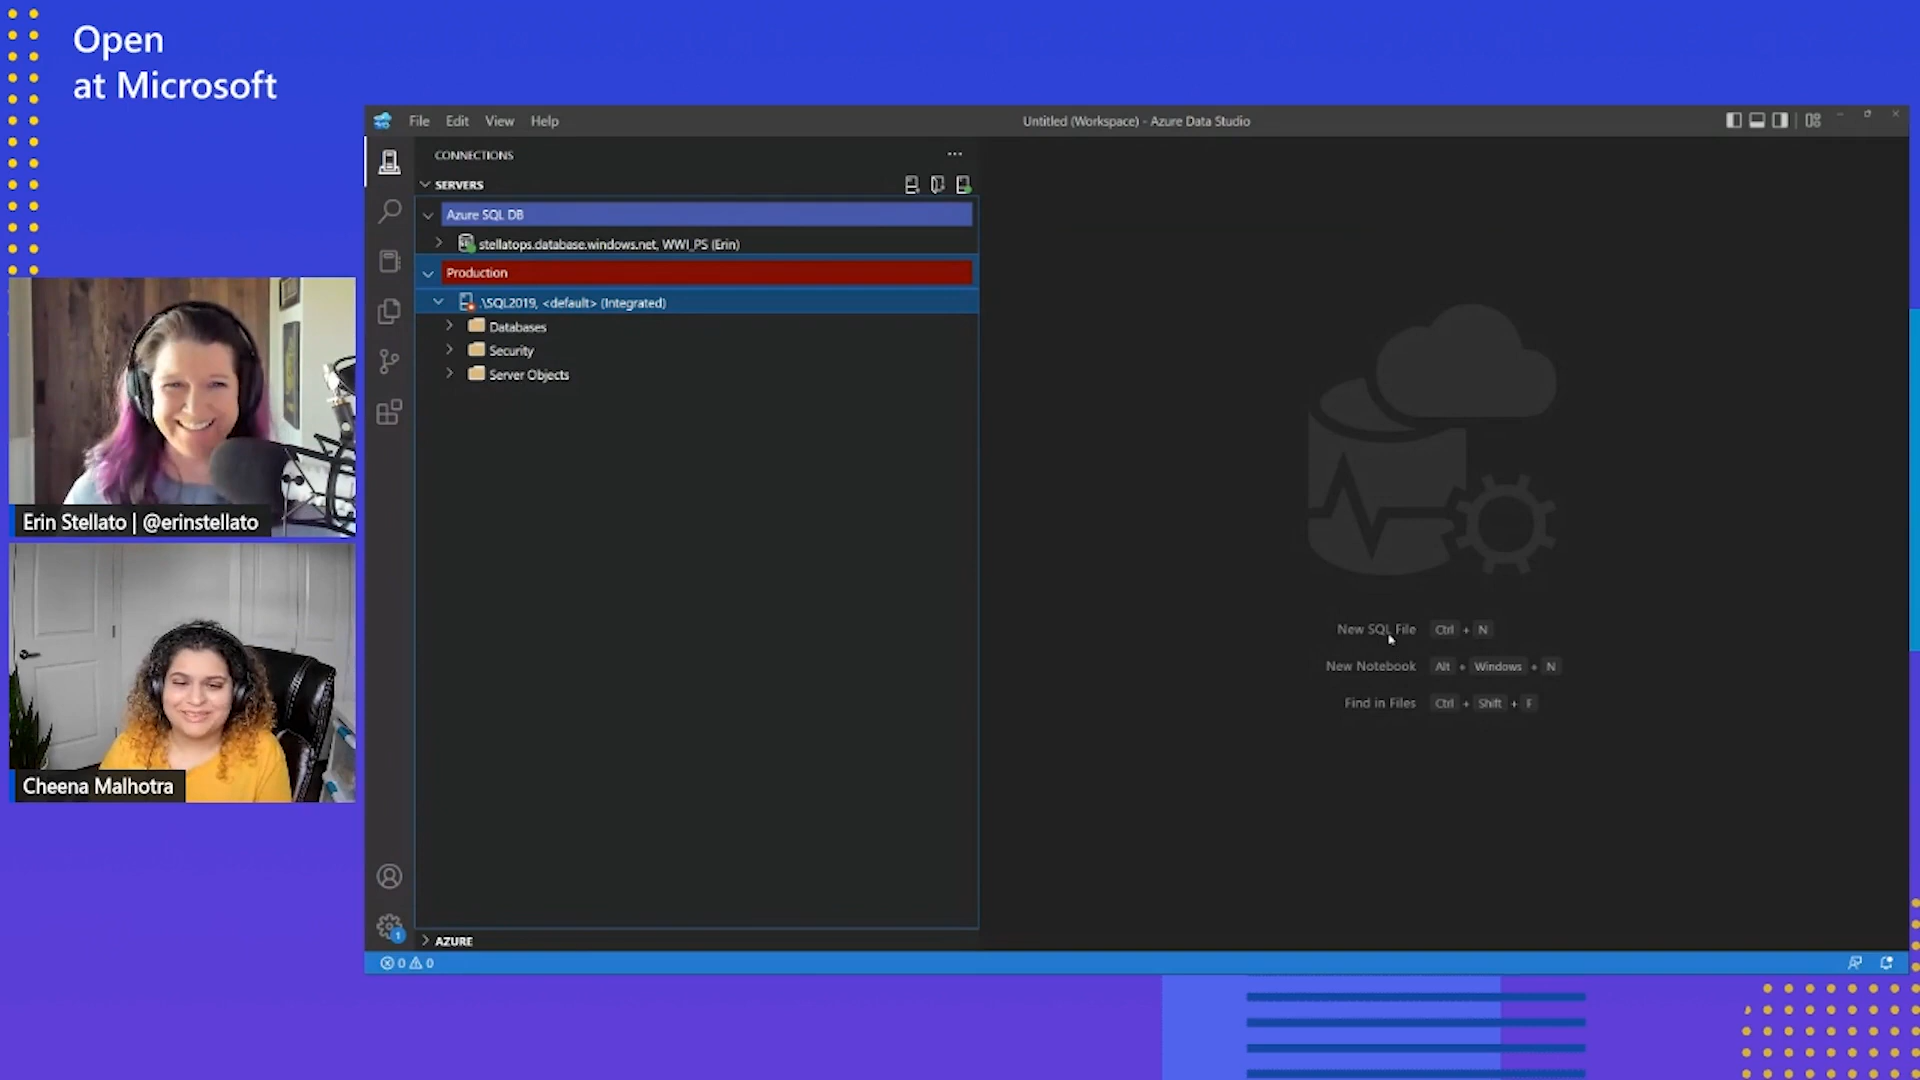 Open
at Microsoft
File Edit View Help
Untitled (Workspace) - Azure Data Studio
CONNECTIONS
SERVERS
Azure SQL DB
stellatops.database.windows.net, WWI_PS (Erin)
Production
.\SQL2019, <default> (Integrated)
Databases
Security
Server Objects
New SQL File Ctrl + N
New Notebook Alt + Windows + N
Find in Files Ctrl + Shift + F
Erin Stellato | @erinstellato
Cheena Malhotra
1
AZURE
0 0